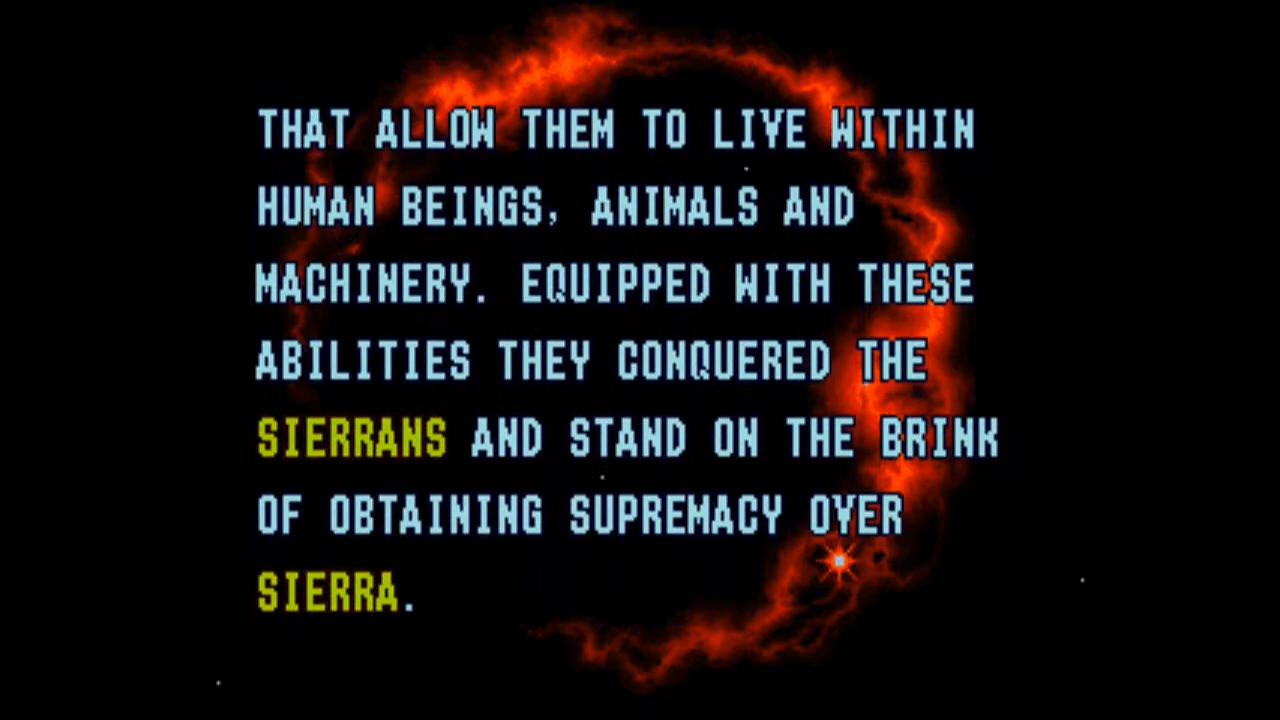 THAT ALLOW THEM TO LIVE WITHIN
HUMAN BEINGS, ANIMALS AND
MACHINERY. EQUIPPED WITH THESE
ABILITIES THEY CONQUERED THE
SIERRANS AND STAND ON THE BRINK
OF OBTAINING SUPREMACY OVER
SIERRA.